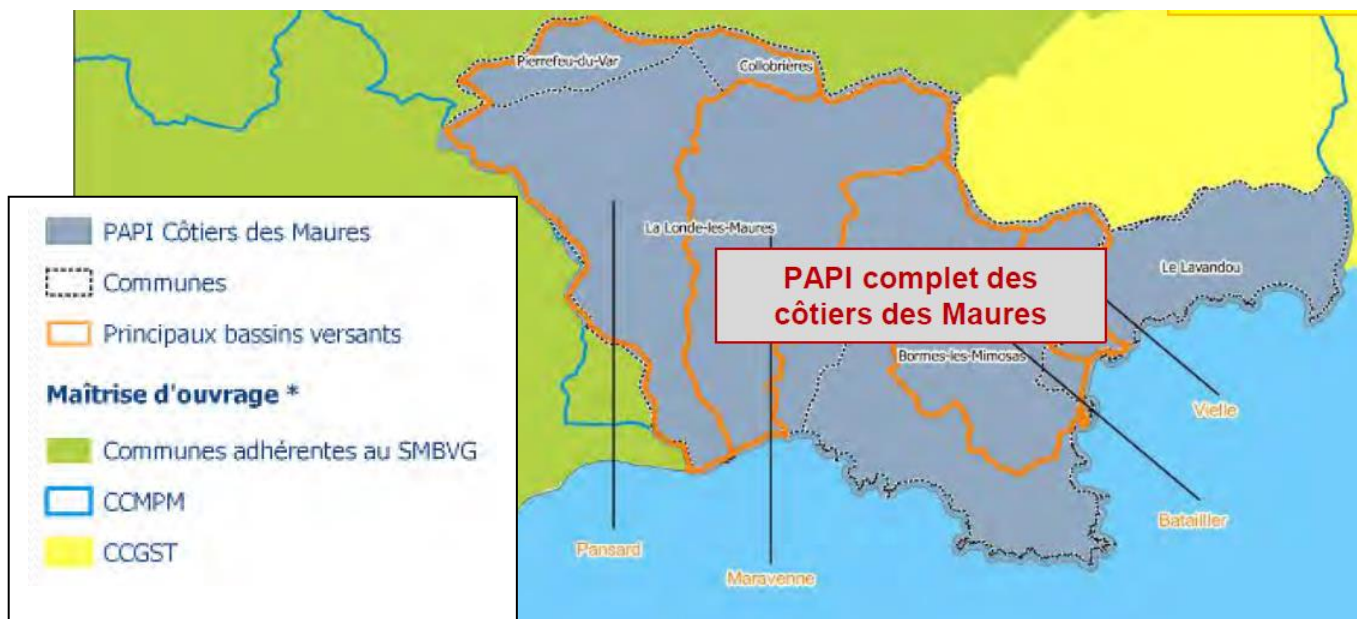 Pierrefeu-du-Var
Collobrières
La Londe-les-Maures
Le Lavandou
PAPI complet des
côtiers des Maures
Bormes-les-Mimosas
Vielle
Batailler
Pansard
Maravenne
PAPI Côtiers des Maures
Communes
Principaux bassins versants
Maîtrise d'ouvrage *
Communes adhérentes au SMBVG
CCMPM
CCGST